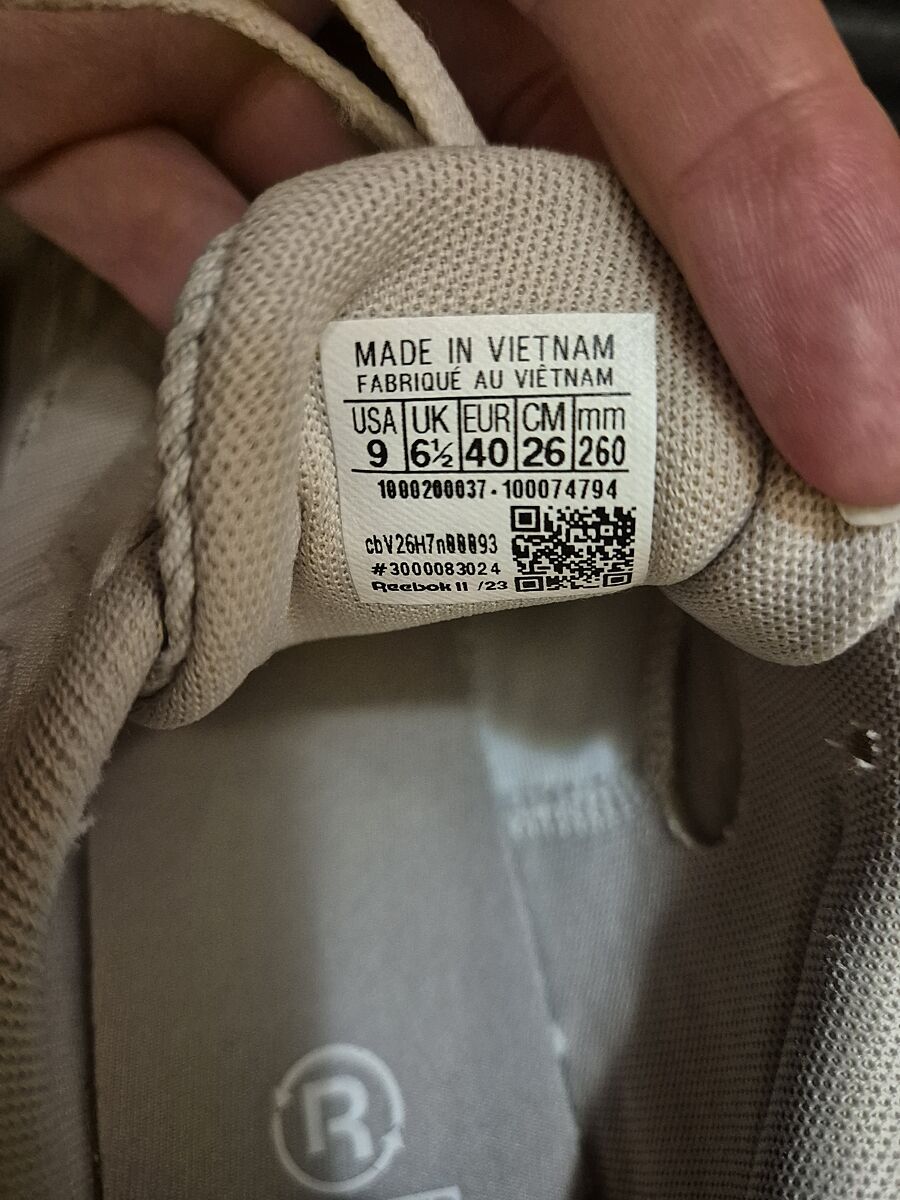 MADE IN VIETNAM
FABRIQUÉ AU VIÊTNAM
USA UK EUR CM mm
9 6½ 40 26 260
1000200037 · 100074794
cbV26H7n00093
#3000083024
Reebok 11 /23
R